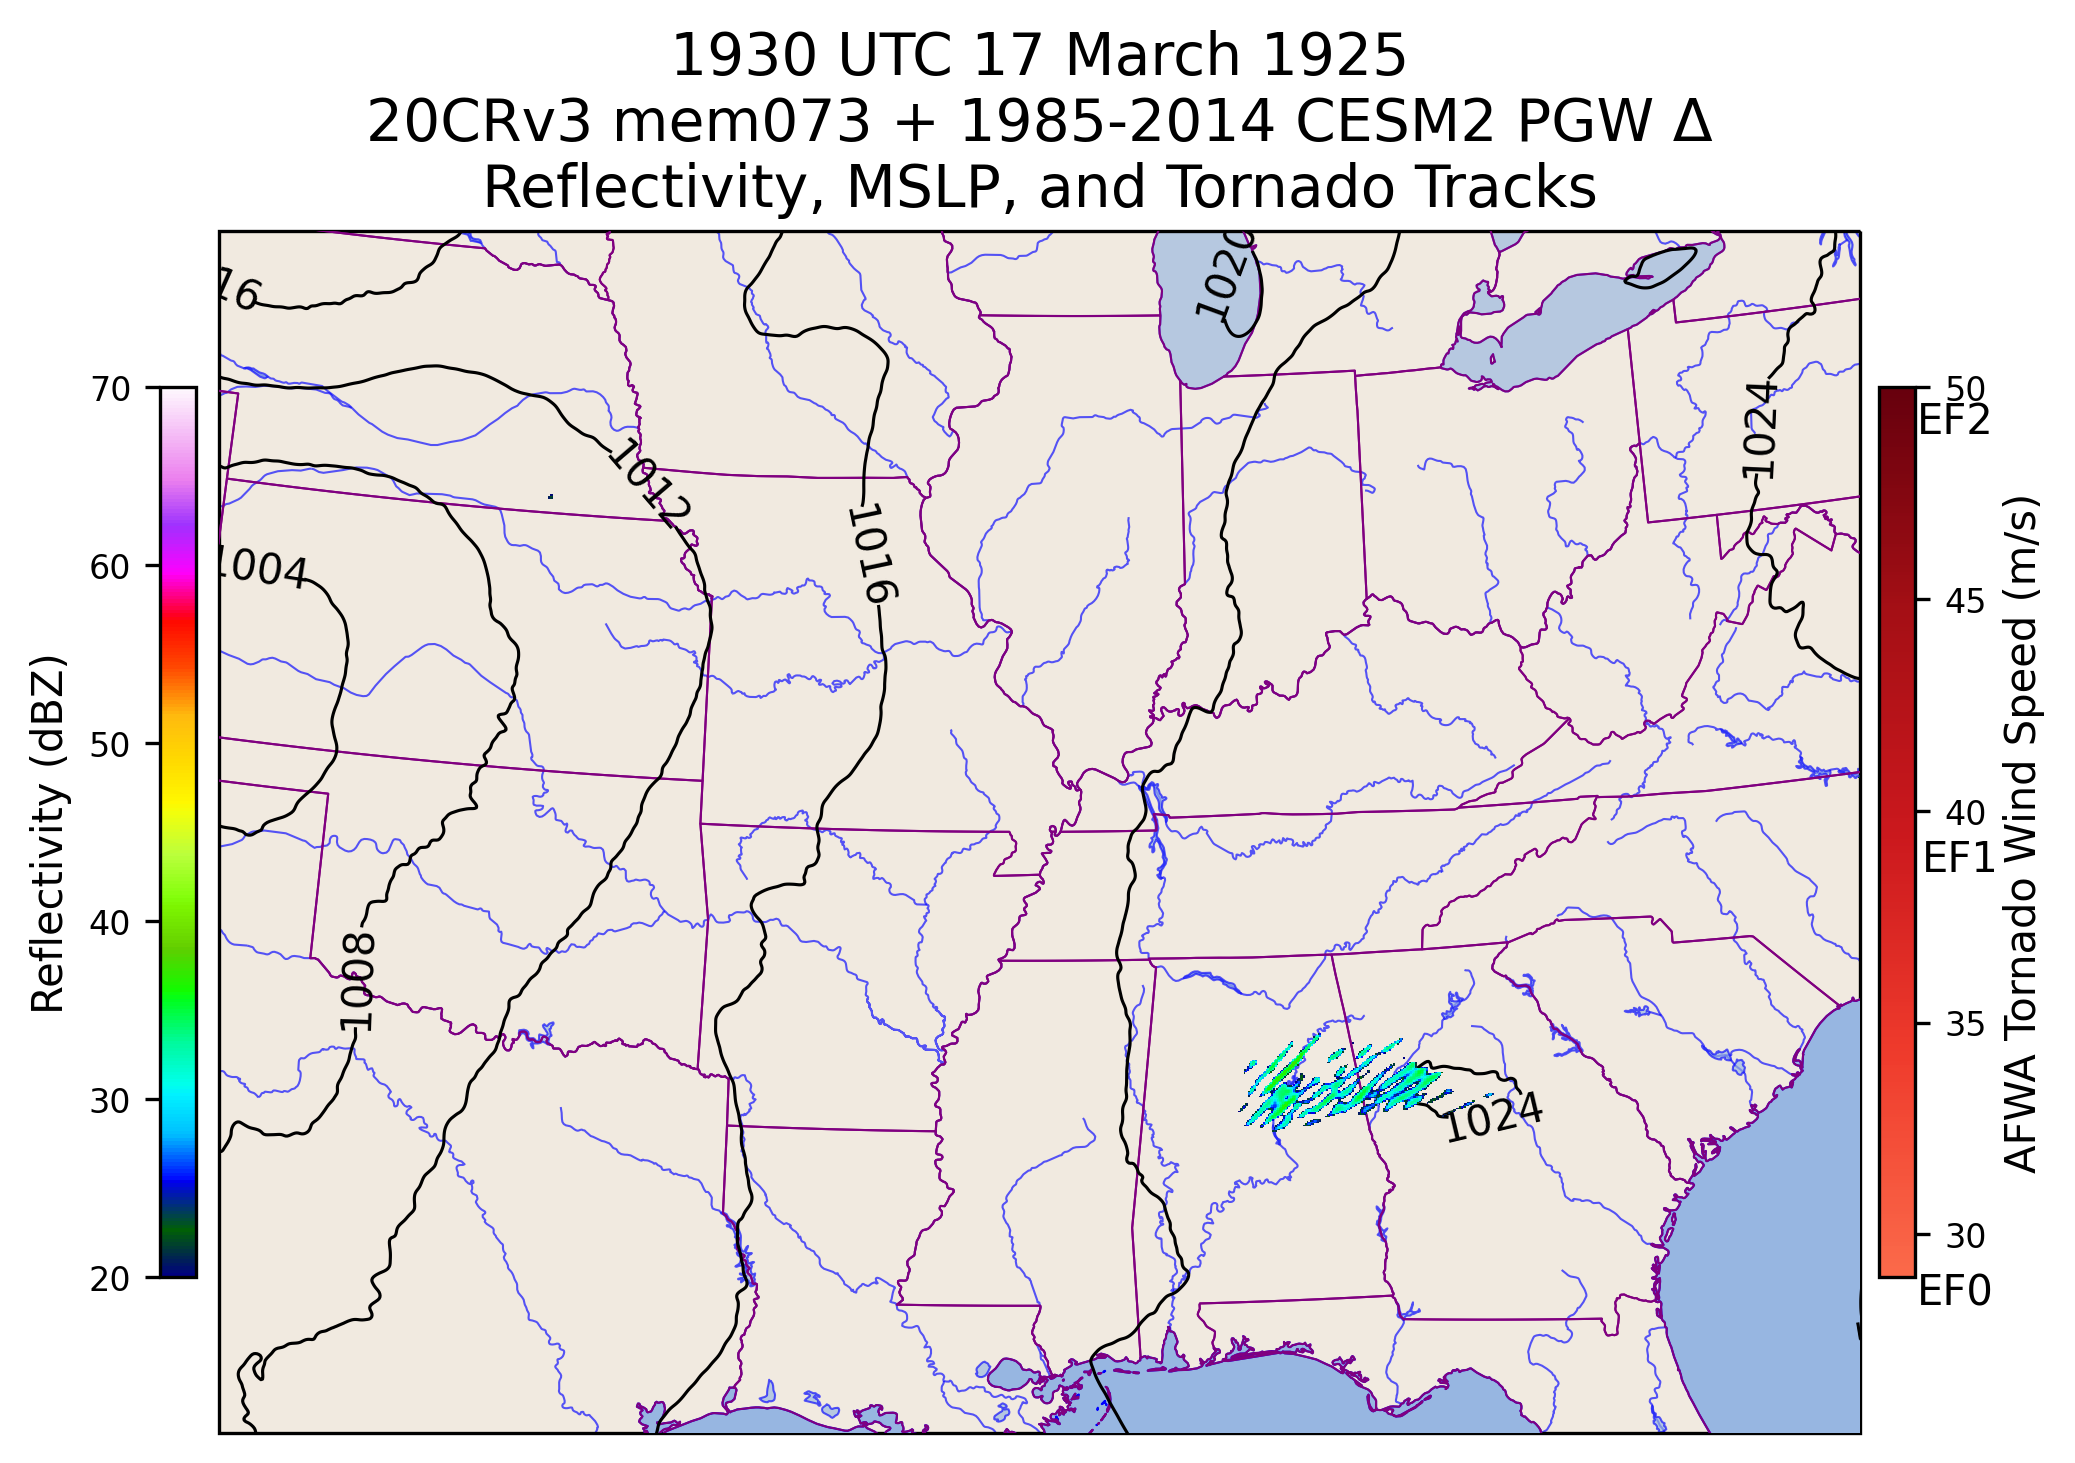 1930 UTC 17 March 1925
20CRv3 mem073 + 1985-2014 CESM2 PGW Δ
Reflectivity, MSLP, and Tornado Tracks
16
1020
1012
1016
1024
1004
1008
1024
70
60
50
40
30
20
Reflectivity (dBZ)
50
EF2
45
40
EF1
35
30
EF0
AFWA Tornado Wind Speed (m/s)